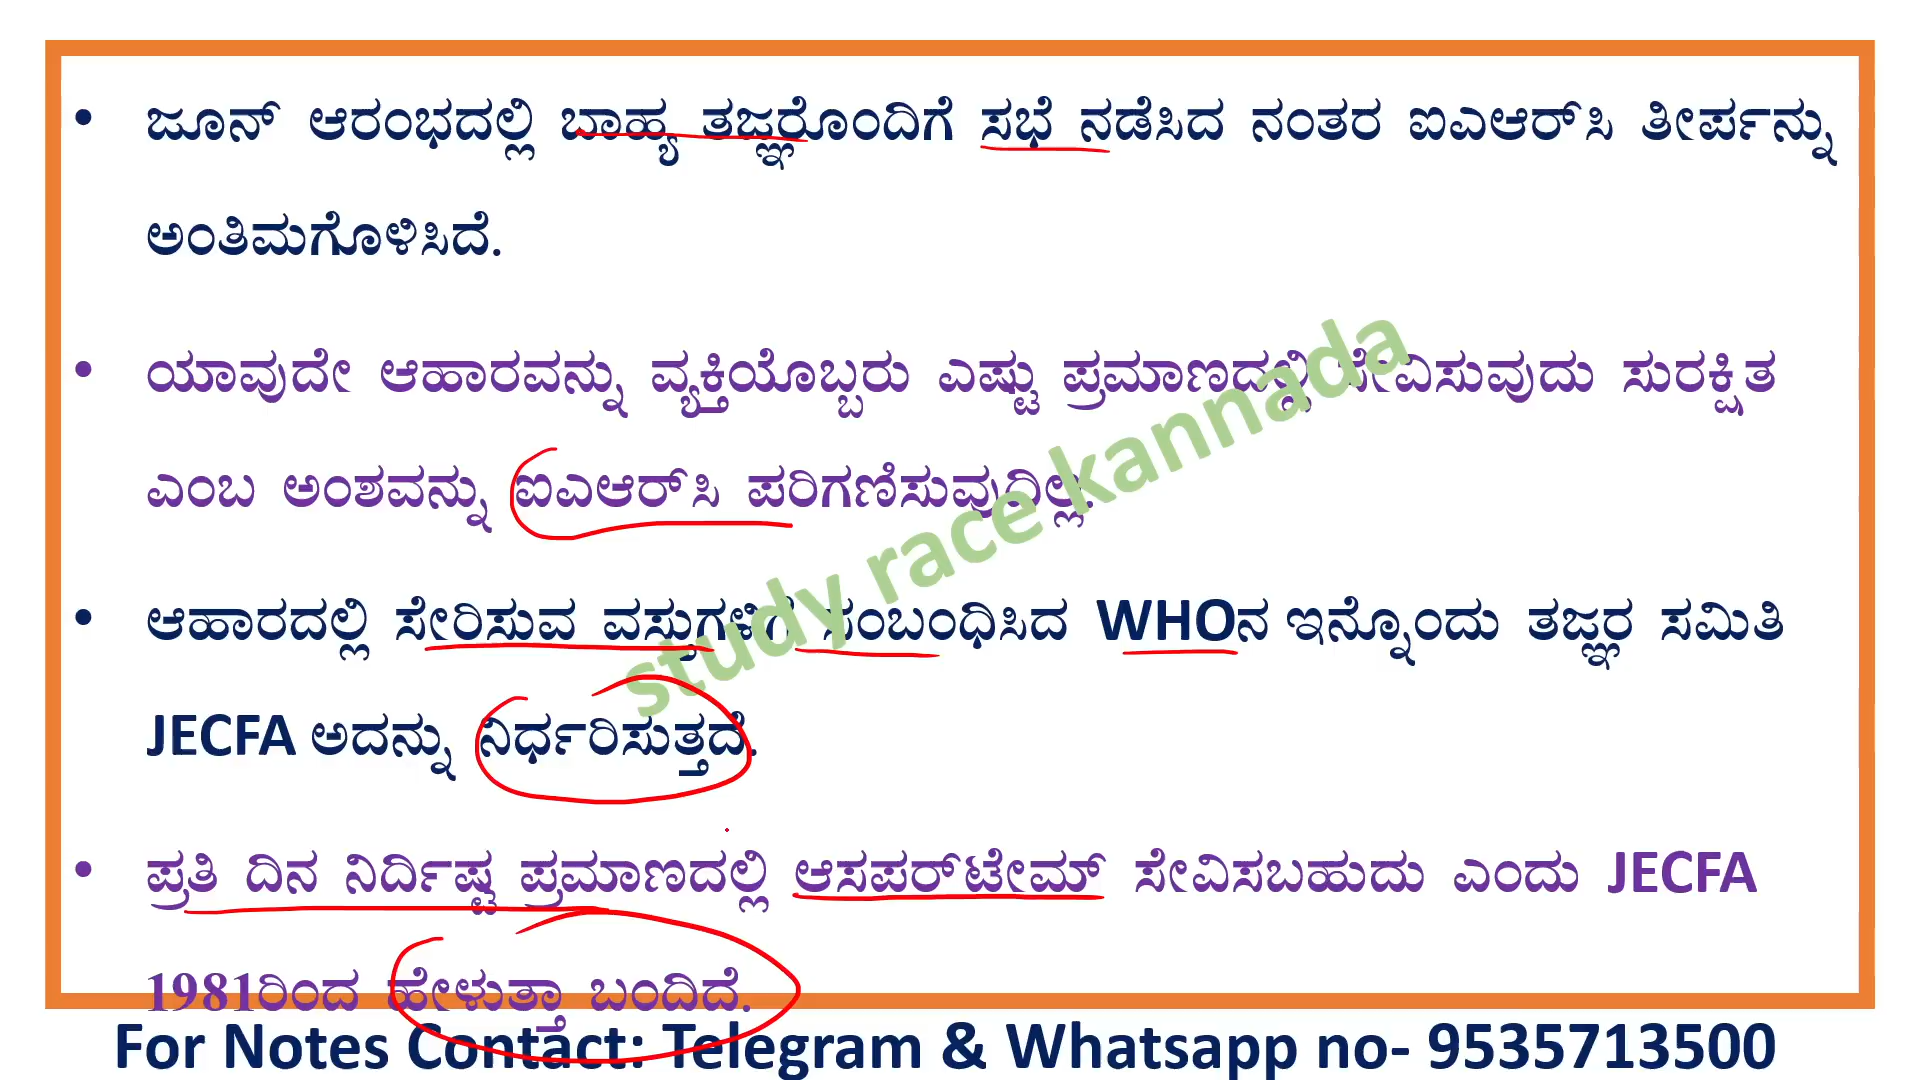 • ಜೂನ್ ಆರಂಭದಲ್ಲಿ ಬಾಹ್ಯ ತಜ್ಞರೊಂದಿಗೆ ಸಭೆ ನಡೆಸಿದ ನಂತರ ಐಎಆರ್‌ಸಿ ತೀರ್ಪನ್ನು
ಅಂತಿಮಗೊಳಿಸಿದೆ.
• ಯಾವುದೇ ಆಹಾರವನ್ನು ವ್ಯಕ್ತಿಯೊಬ್ಬರು ಎಷ್ಟು ಪ್ರಮಾಣದಲ್ಲಿ ಸೇವಿಸುವುದು ಸುರಕ್ಷಿತ
ಎಂಬ ಅಂಶವನ್ನು ಐಎಆರ್‌ಸಿ ಪರಿಗಣಿಸುವುದಿಲ್ಲ.
study race kannada
• ಆಹಾರದಲ್ಲಿ ಸೇರಿಸುವ ವಸ್ತುಗಳಿಗೆ ಸಂಬಂಧಿಸಿದ WHOನ ಇನ್ನೊಂದು ತಜ್ಞರ ಸಮಿತಿ
JECFA ಅದನ್ನು ನಿರ್ಧರಿಸುತ್ತದೆ.
• ಪ್ರತಿ ದಿನ ನಿರ್ದಿಷ್ಟ ಪ್ರಮಾಣದಲ್ಲಿ ಆಸಪರ್‌ಟೇಮ್ ಸೇವಿಸಬಹುದು ಎಂದು JECFA
1981ರಿಂದ ಹೇಳುತ್ತಾ ಬಂದಿದೆ.
For Notes Contact: Telegram & Whatsapp no- 9535713500